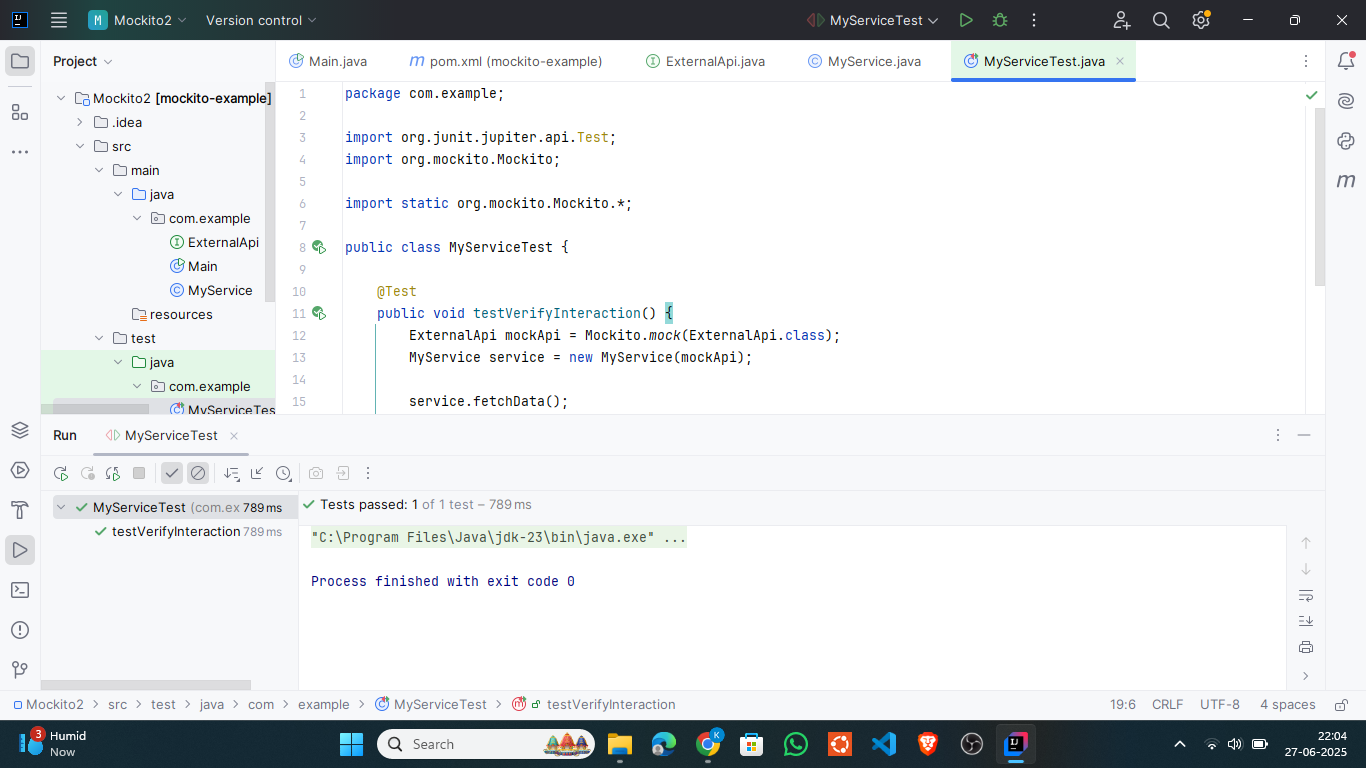 M Mockito2 Version control MyServiceTest
Project
Main.java m pom.xml (mockito-example) ExternalApi.java MyService.java MyServiceTest.java
Mockito2 [mockito-example]
.idea
src
main
java
com.example
ExternalApi
Main
MyService
resources
test
java
com.example
MyServiceTes
1 package com.example;
2
3 import org.junit.jupiter.api.Test;
4 import org.mockito.Mockito;
5
6 import static org.mockito.Mockito.*;
7
8 public class MyServiceTest {
9
10 @Test
11 public void testVerifyInteraction() {
12 ExternalApi mockApi = Mockito.mock(ExternalApi.class);
13 MyService service = new MyService(mockApi);
14
15 service.fetchData();
m
Run MyServiceTest
MyServiceTest (com.ex 789 ms
testVerifyInteraction 789 ms
Tests passed: 1 of 1 test – 789 ms
"C:\Program Files\Java\jdk-23\bin\java.exe" ...
Process finished with exit code 0
Mockito2 > src > test > java > com > example > MyServiceTest > testVerifyInteraction 19:6 CRLF UTF-8 4 spaces
3 Humid
Now
Search
K
22:04
27-06-2025